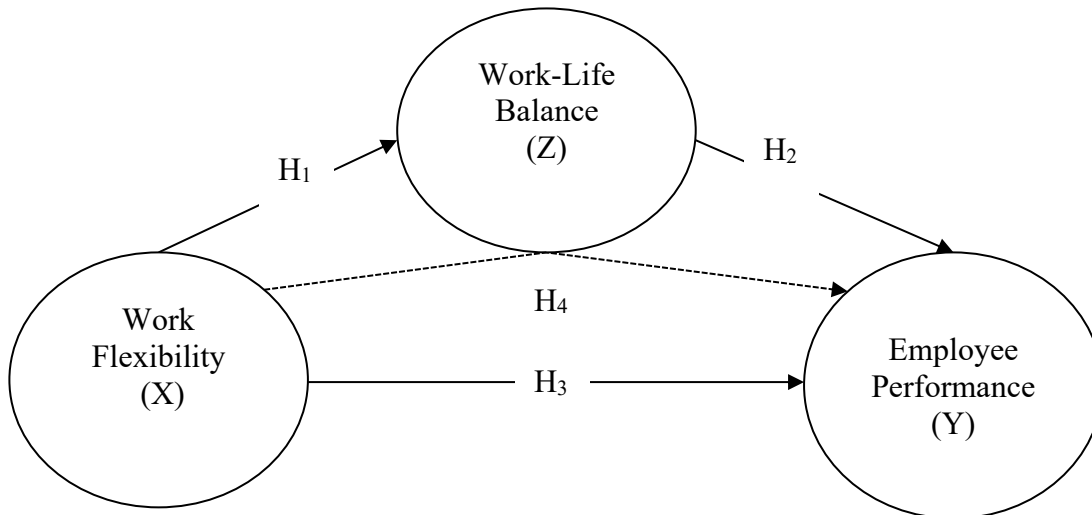 Work-Life
Balance
(Z)
H₁
H₂
H₄
Work
Flexibility
(X)
H₃
Employee
Performance
(Y)